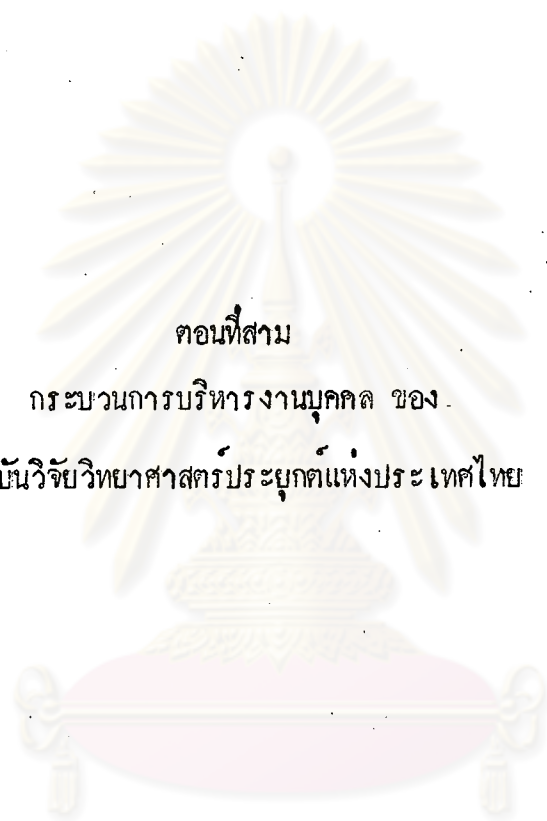 ตอนที่สาม
กระบวนการบริหารงานบุคคล ของ
บันวิจัยวิทยาศาสตร์ประยุกต์แห่งประเทศไทย